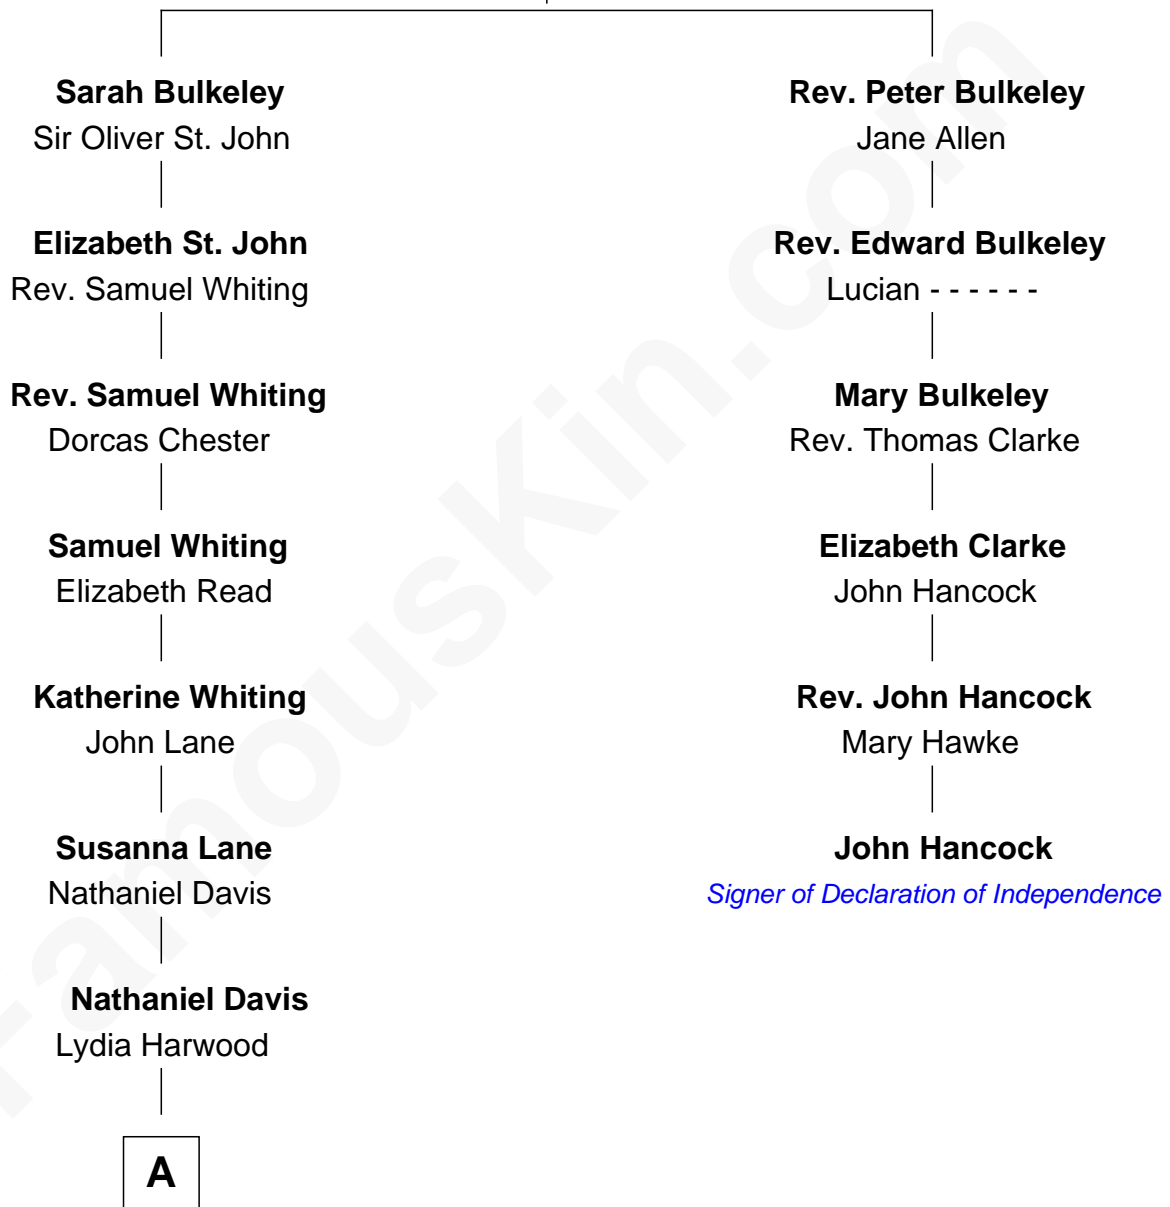 Sarah Bulkeley
Sir Oliver St. John
Elizabeth St. John
Rev. Samuel Whiting
Rev. Samuel Whiting
Dorcas Chester
Samuel Whiting
Elizabeth Read
Katherine Whiting
John Lane
Susanna Lane
Nathaniel Davis
Nathaniel Davis
Lydia Harwood
A
Rev. Peter Bulkeley
Jane Allen
Rev. Edward Bulkeley
Lucian - - - - - -
Mary Bulkeley
Rev. Thomas Clarke
Elizabeth Clarke
John Hancock
Rev. John Hancock
Mary Hawke
John Hancock
Signer of Declaration of Independence
FamousKin.com